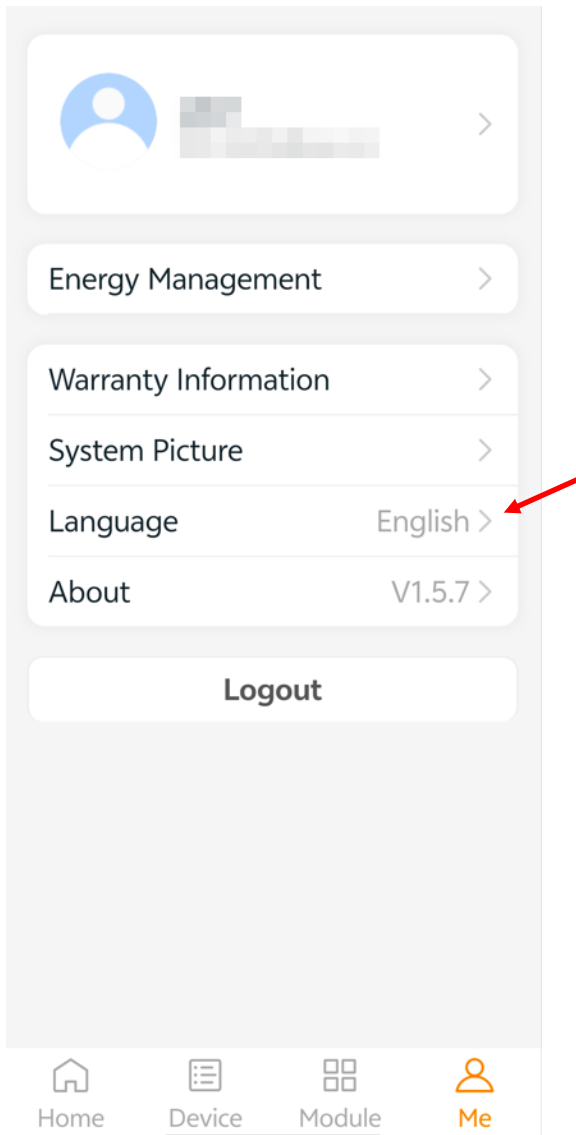 Energy Management
Warranty Information
System Picture
Language English
About V1.5.7
Logout
Home Device Module Me